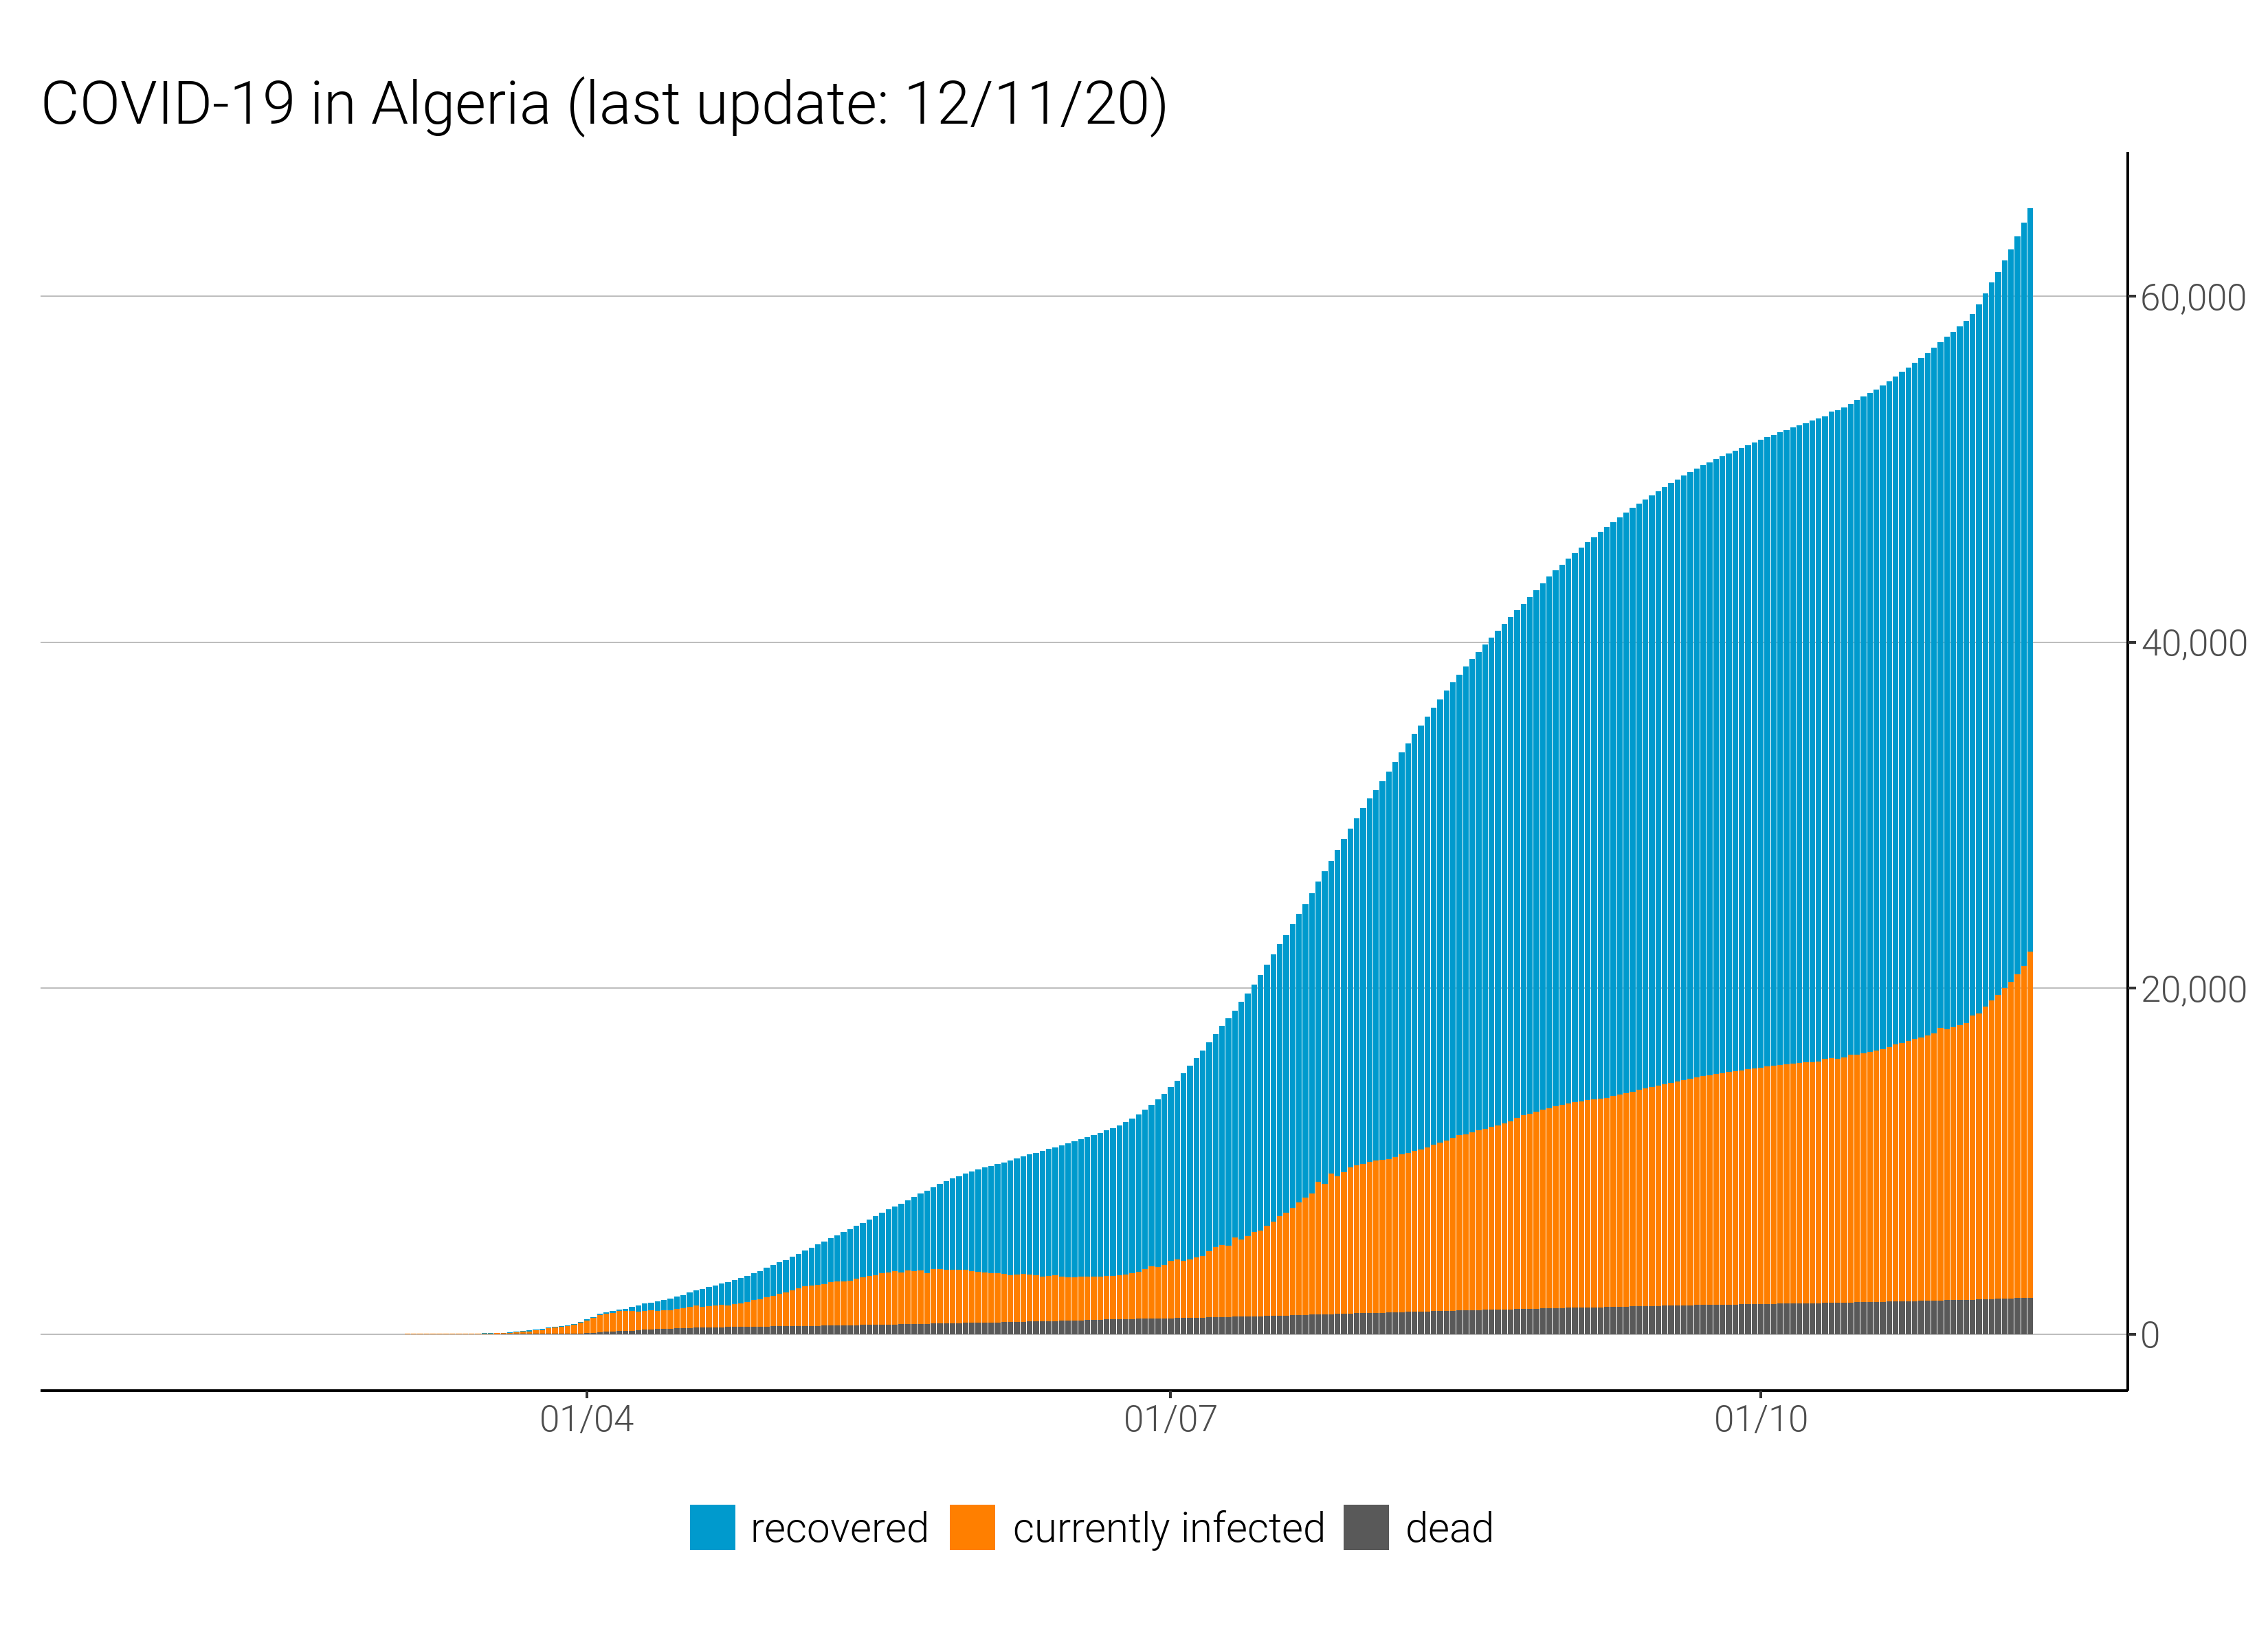 COVID-19 in Algeria (last update: 12/11/20)
60,000
40,000
20,000
0
01/04 01/07 01/10
recovered currently infected dead